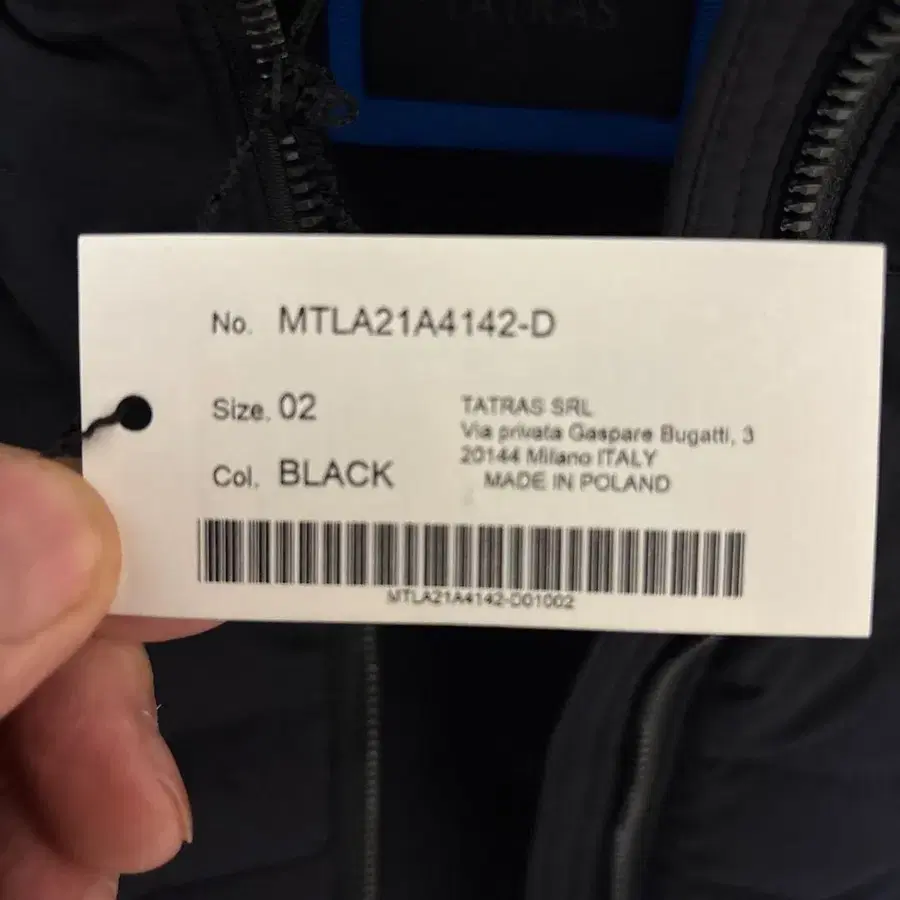 TATRAS
No. MTLA21A4142-D
Size. 02
Col. BLACK
TATRAS SRL
Via privata Gaspare Bugatti, 3
20144 Milano ITALY
MADE IN POLAND
MTLA21A4142-D01002